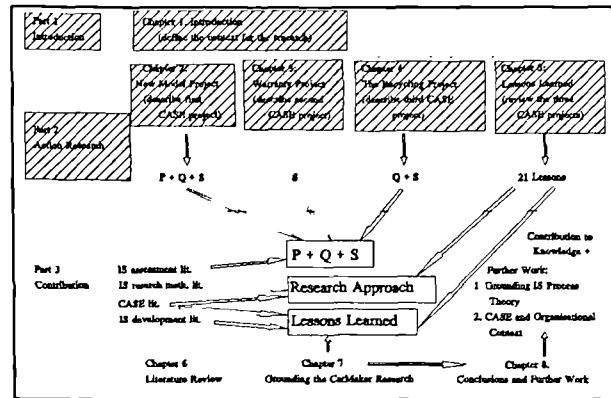 Part 1
Introduction
Chapter 1. Introduction
(define the context for the research)
Chapter 2:
New Model Project
(describe first
CASE project)
Chapter 3:
Warranty Project
(describe second
CASE project)
Chapter 4
The Recycling Project
(describe third CASE
project)
Chapter 5:
Lessons Learned
(review the three
CASE projects)
Part 2
Action Research
P + Q + S
S
Q + S
21 Lessons
Part 3
Contribution
IS assessment lit.
IS research meth. lit.
CASE lit.
IS development lit.
P + Q + S
Research Approach
Lessons Learned
Contribution to
Knowledge +
Further Work:
1 Grounding IS Process
Theory
2. CASE and Organisational
Context
Chapter 6
Literature Review
Chapter 7
Grounding the CarMaker Research
Chapter 8.
Conclusions and Further Work